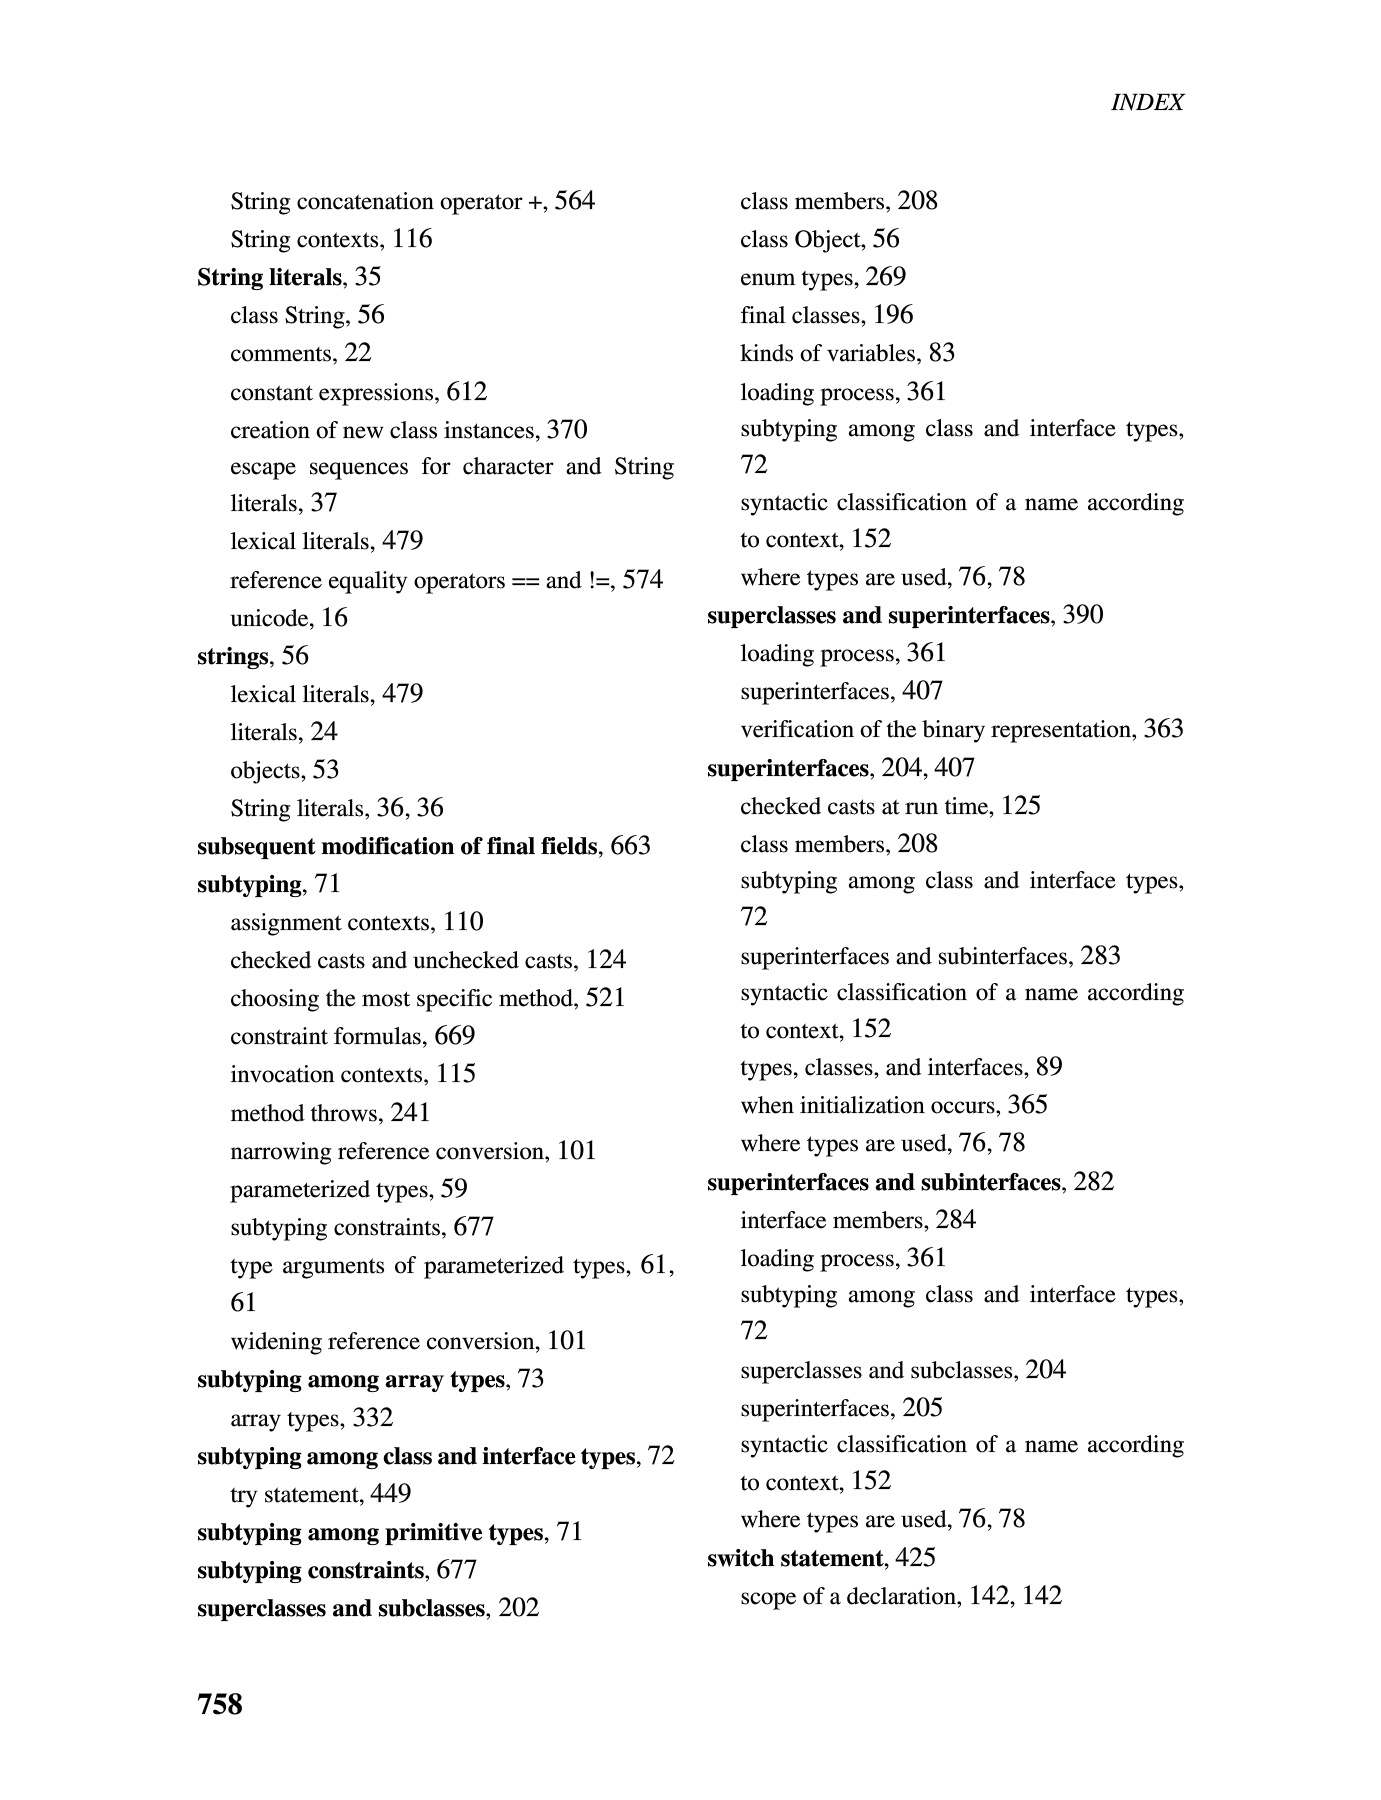 INDEX
String concatenation operator +, 564
String contexts, 116
String literals, 35
class String, 56
comments, 22
constant expressions, 612
creation of new class instances, 370
escape sequences for character and String
literals, 37
lexical literals, 479
reference equality operators == and !=, 574
unicode, 16
strings, 56
lexical literals, 479
literals, 24
objects, 53
String literals, 36, 36
subsequent modification of final fields, 663
subtyping, 71
assignment contexts, 110
checked casts and unchecked casts, 124
choosing the most specific method, 521
constraint formulas, 669
invocation contexts, 115
method throws, 241
narrowing reference conversion, 101
parameterized types, 59
subtyping constraints, 677
type arguments of parameterized types, 61,
61
widening reference conversion, 101
subtyping among array types, 73
array types, 332
subtyping among class and interface types, 72
try statement, 449
subtyping among primitive types, 71
subtyping constraints, 677
superclasses and subclasses, 202
class members, 208
class Object, 56
enum types, 269
final classes, 196
kinds of variables, 83
loading process, 361
subtyping among class and interface types,
72
syntactic classification of a name according
to context, 152
where types are used, 76, 78
superclasses and superinterfaces, 390
loading process, 361
superinterfaces, 407
verification of the binary representation, 363
superinterfaces, 204, 407
checked casts at run time, 125
class members, 208
subtyping among class and interface types,
72
superinterfaces and subinterfaces, 283
syntactic classification of a name according
to context, 152
types, classes, and interfaces, 89
when initialization occurs, 365
where types are used, 76, 78
superinterfaces and subinterfaces, 282
interface members, 284
loading process, 361
subtyping among class and interface types,
72
superclasses and subclasses, 204
superinterfaces, 205
syntactic classification of a name according
to context, 152
where types are used, 76, 78
switch statement, 425
scope of a declaration, 142, 142
758